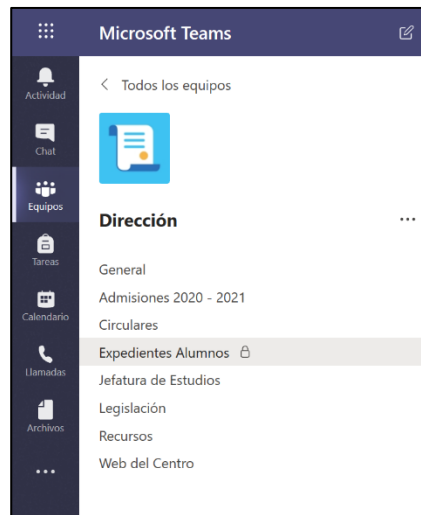 Microsoft Teams
Actividad
Chat
Equipos
Tareas
Calendario
Llamadas
Archivos
Todos los equipos
Dirección
General
Admisiones 2020 - 2021
Circulares
Expedientes Alumnos
Jefatura de Estudios
Legislación
Recursos
Web del Centro